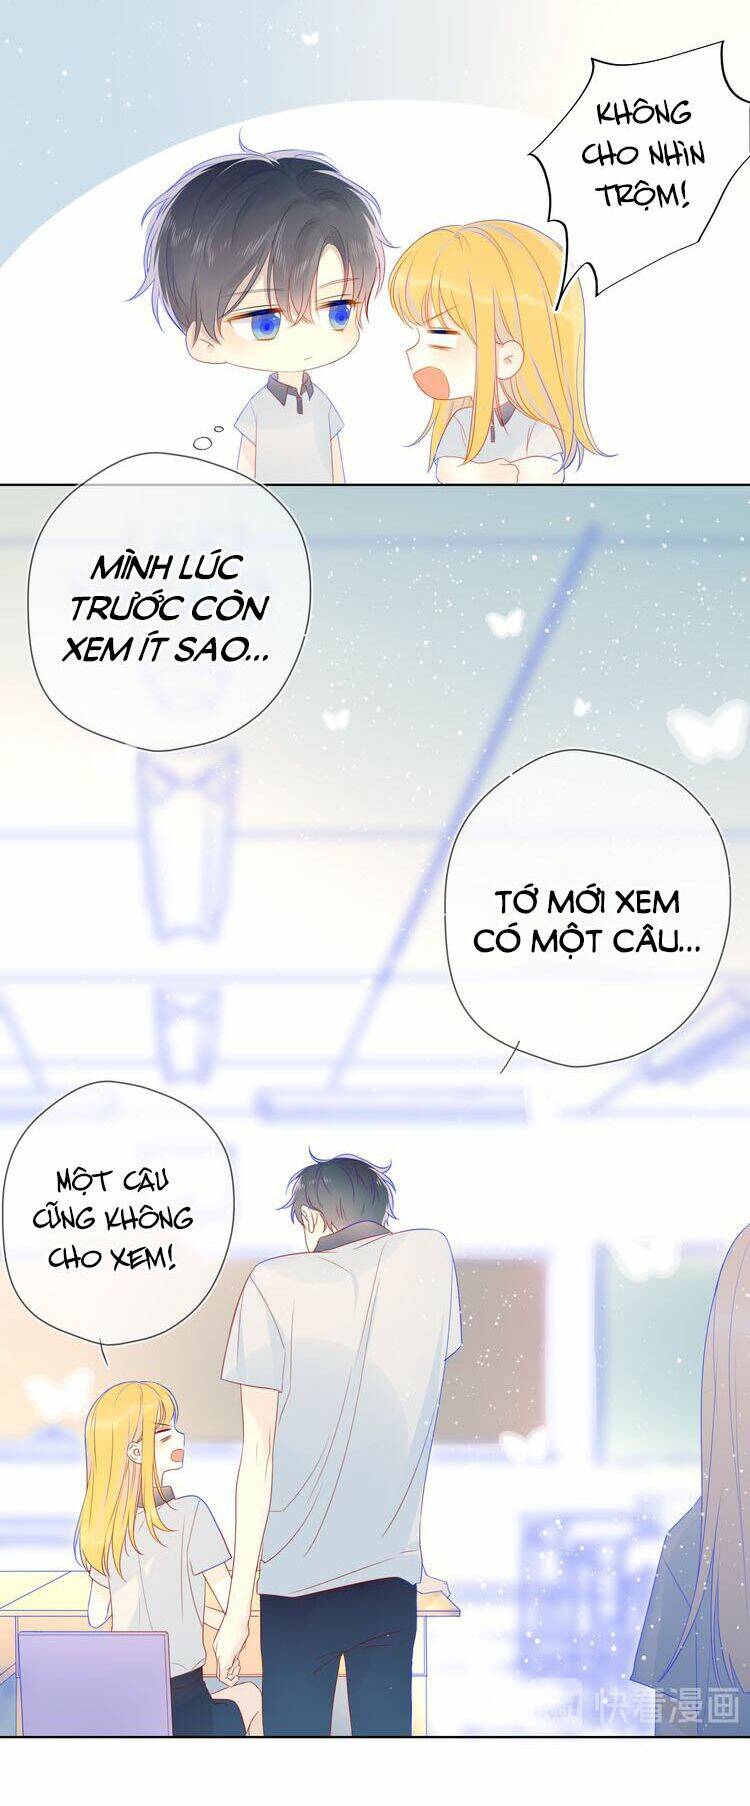 KHÔNG
CHO NHÌN
TRỘM!
MÌNH LÚC
TRƯỚC CÒN
XEM ÍT SAO...
TỚ MỚI XEM
CÓ MỘT CÂU...
MỘT CÂU
CŨNG KHÔNG
CHO XEM!
快看漫画